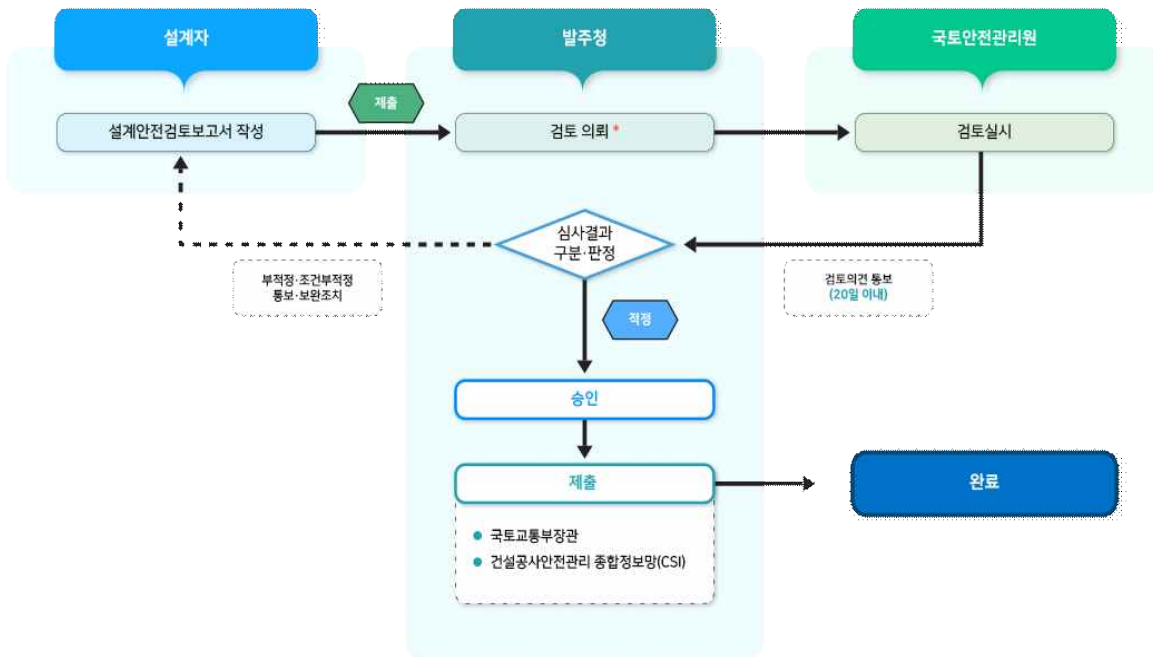 설계자
발주청
국토안전관리원
제출
설계안전검토보고서 작성
검토 의뢰 *
검토실시
심사결과
구분·판정
부적정·조건부적정
통보·보완조치
검토의견 통보
(20일 이내)
적정
승인
제출
완료
국토교통부장관
건설공사안전관리 종합정보망(CSI)